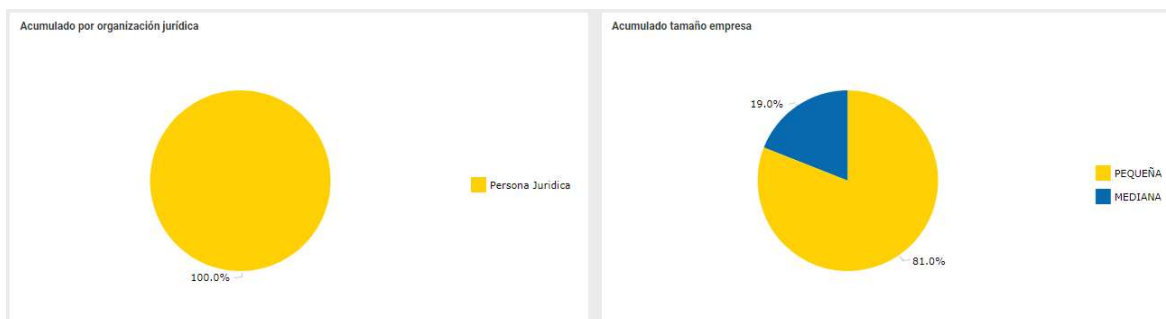 Acumulado por organización jurídica
100.0%
Persona Juridica
Acumulado tamaño empresa
19.0%
81.0%
PEQUEÑA
MEDIANA